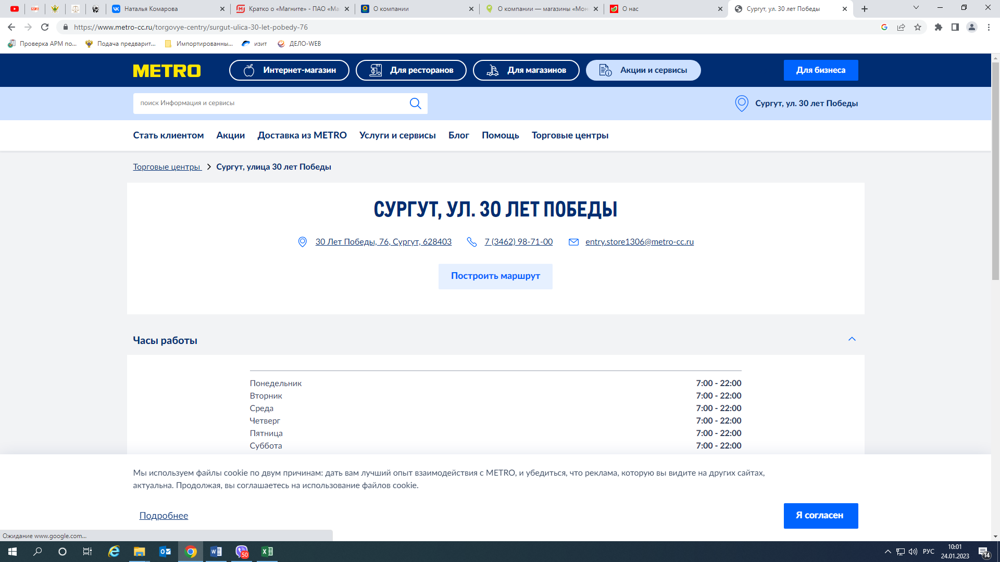 Наталья Комарова
Кратко о «Магните» - ПАО «Ма
О компании
О компании — магазины «Мон
О нас
Сургут, ул. 30 лет Победы
https://www.metro-cc.ru/torgovye-centry/surgut-ulica-30-let-pobedy-76
Проверка АРМ по...
Подача предварит...
Импортированны...
изит
ДЕЛО-WEB
METRO
Интернет-магазин
Для ресторанов
Для магазинов
Акции и сервисы
Для бизнеса
поиск Информация и сервисы
Сургут, ул. 30 лет Победы
Стать клиентом Акции Доставка из METRO Услуги и сервисы Блог Помощь Торговые центры
Торговые центры > Сургут, улица 30 лет Победы
СУРГУТ, УЛ. 30 ЛЕТ ПОБЕДЫ
30 Лет Победы, 76, Сургут, 628403 7 (3462) 98-71-00 entry.store1306@metro-cc.ru
Построить маршрут
Часы работы
Понедельник 7:00 - 22:00
Вторник 7:00 - 22:00
Среда 7:00 - 22:00
Четверг 7:00 - 22:00
Пятница 7:00 - 22:00
Суббота 7:00 - 22:00
Мы используем файлы cookie по двум причинам: дать вам лучший опыт взаимодействия с METRO, и убедиться, что реклама, которую вы видите на других сайтах,
актуальна. Продолжая, вы соглашаетесь на использование файлов cookie.
Подробнее
Я согласен
Ожидание www.google.com...
50
РУС
10:01
24.01.2023
14